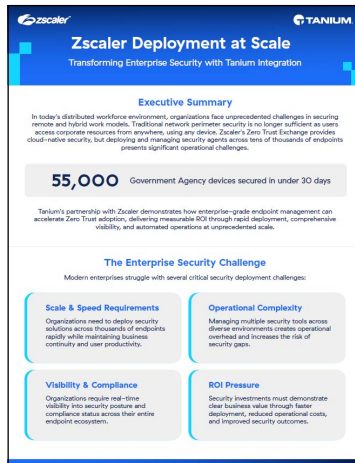 zscaler
TANIUM
Zscaler Deployment at Scale
Transforming Enterprise Security with Tanium Integration
Executive Summary
In today's distributed workforce environment, organizations face unprecedented challenges in securing
remote and hybrid work models. Traditional network perimeter security is no longer sufficient as users
access corporate resources from anywhere, using any device. Zscaler's Zero Trust Exchange provides
cloud-native security, but deploying and managing security agents across tens of thousands of endpoints
presents significant operational challenges.
55,000 Government Agency devices secured in under 30 days
Tanium's partnership with Zscaler demonstrates how enterprise-grade endpoint management can
accelerate Zero Trust adoption, delivering measurable ROI through rapid deployment, comprehensive
visibility, and automated operations at unprecedented scale.
The Enterprise Security Challenge
Modern enterprises struggle with several critical security deployment challenges:
Scale & Speed Requirements
Organizations need to deploy security
solutions across thousands of endpoints
rapidly while maintaining business
continuity and user productivity.
Operational Complexity
Managing multiple security tools across
diverse environments creates operational
overhead and increases the risk of
security gaps.
Visibility & Compliance
Organizations require real-time
visibility into security posture and
compliance status across their entire
endpoint ecosystem.
ROI Pressure
Security investments must demonstrate
clear business value through faster
deployment, reduced operational costs,
and improved security outcomes.